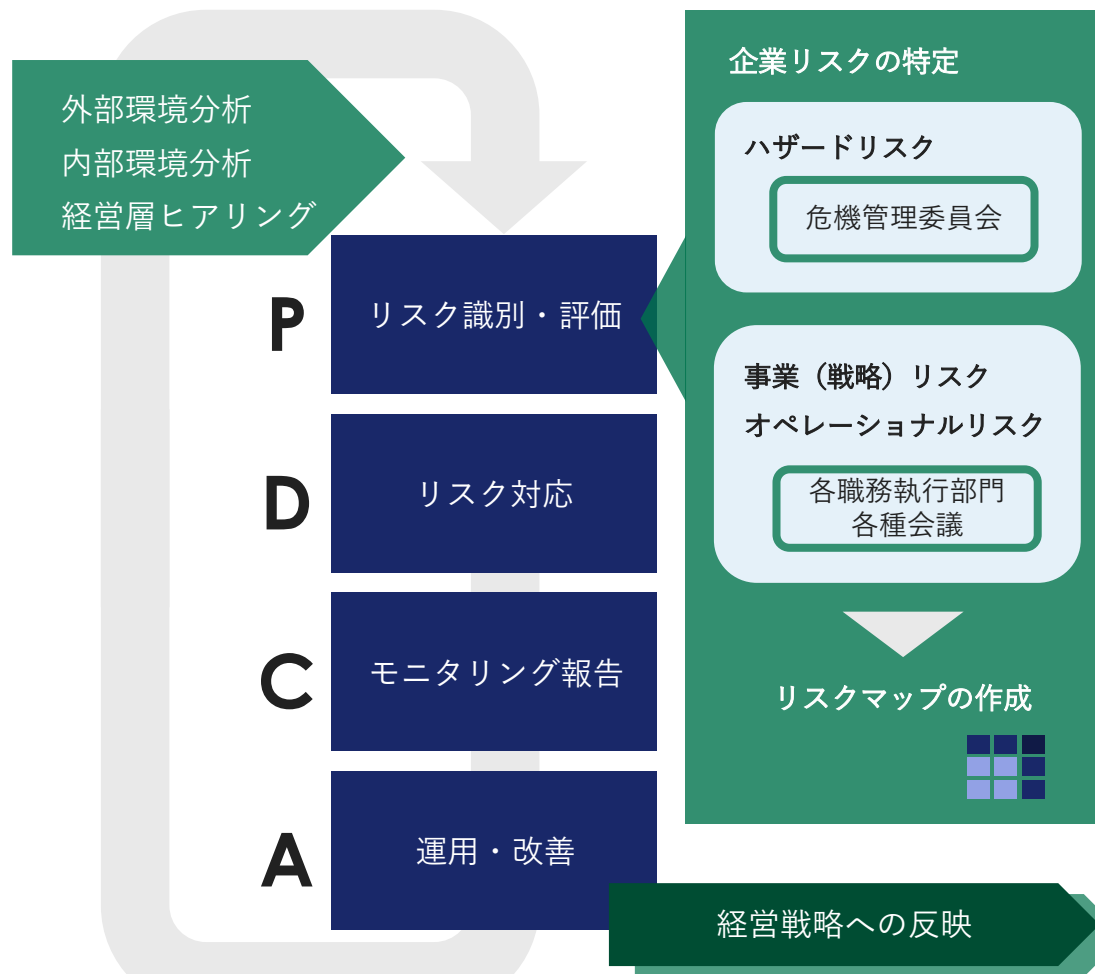 外部環境分析
内部環境分析
経営層ヒアリング
P
リスク識別・評価
D
リスク対応
C
モニタリング報告
A
運用・改善
企業リスクの特定
ハザードリスク
危機管理委員会
事業（戦略）リスク
オペレーショナルリスク
各職務執行部門
各種会議
リスクマップの作成
経営戦略への反映